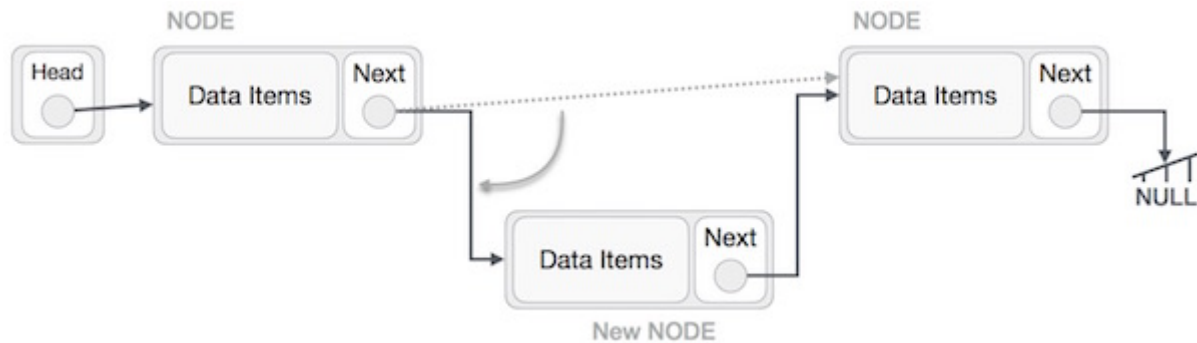 NODE
NODE
Head
Data Items
Next
Data Items
Next
NULL
Data Items
Next
New NODE